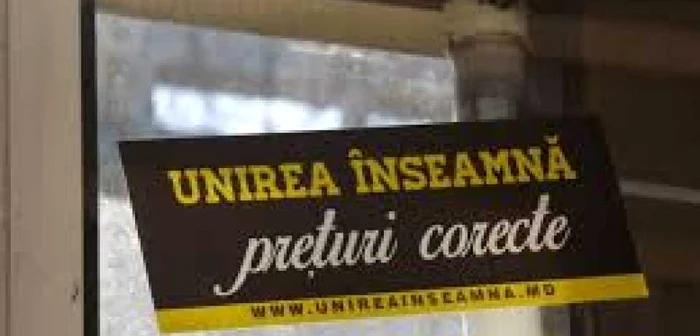 UNIREA ÎNSEAMNĂ
prețuri corecte
WWW.UNIREAINSEAMNA.MD